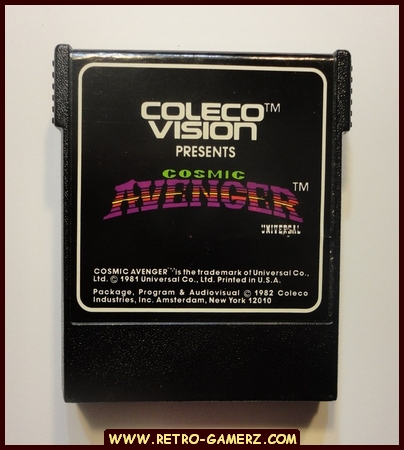 COLECO™
VISION
PRESENTS
COSMIC
AVENGER™
UNIVERSAL
COSMIC AVENGER™ is the trademark of Universal Co.,
Ltd. © 1981 Universal Co., Ltd. Printed in U.S.A.
Package, Program & Audiovisual © 1982 Coleco
Industries, Inc. Amsterdam, New York 12010
WWW.RETRO-GAMERZ.COM